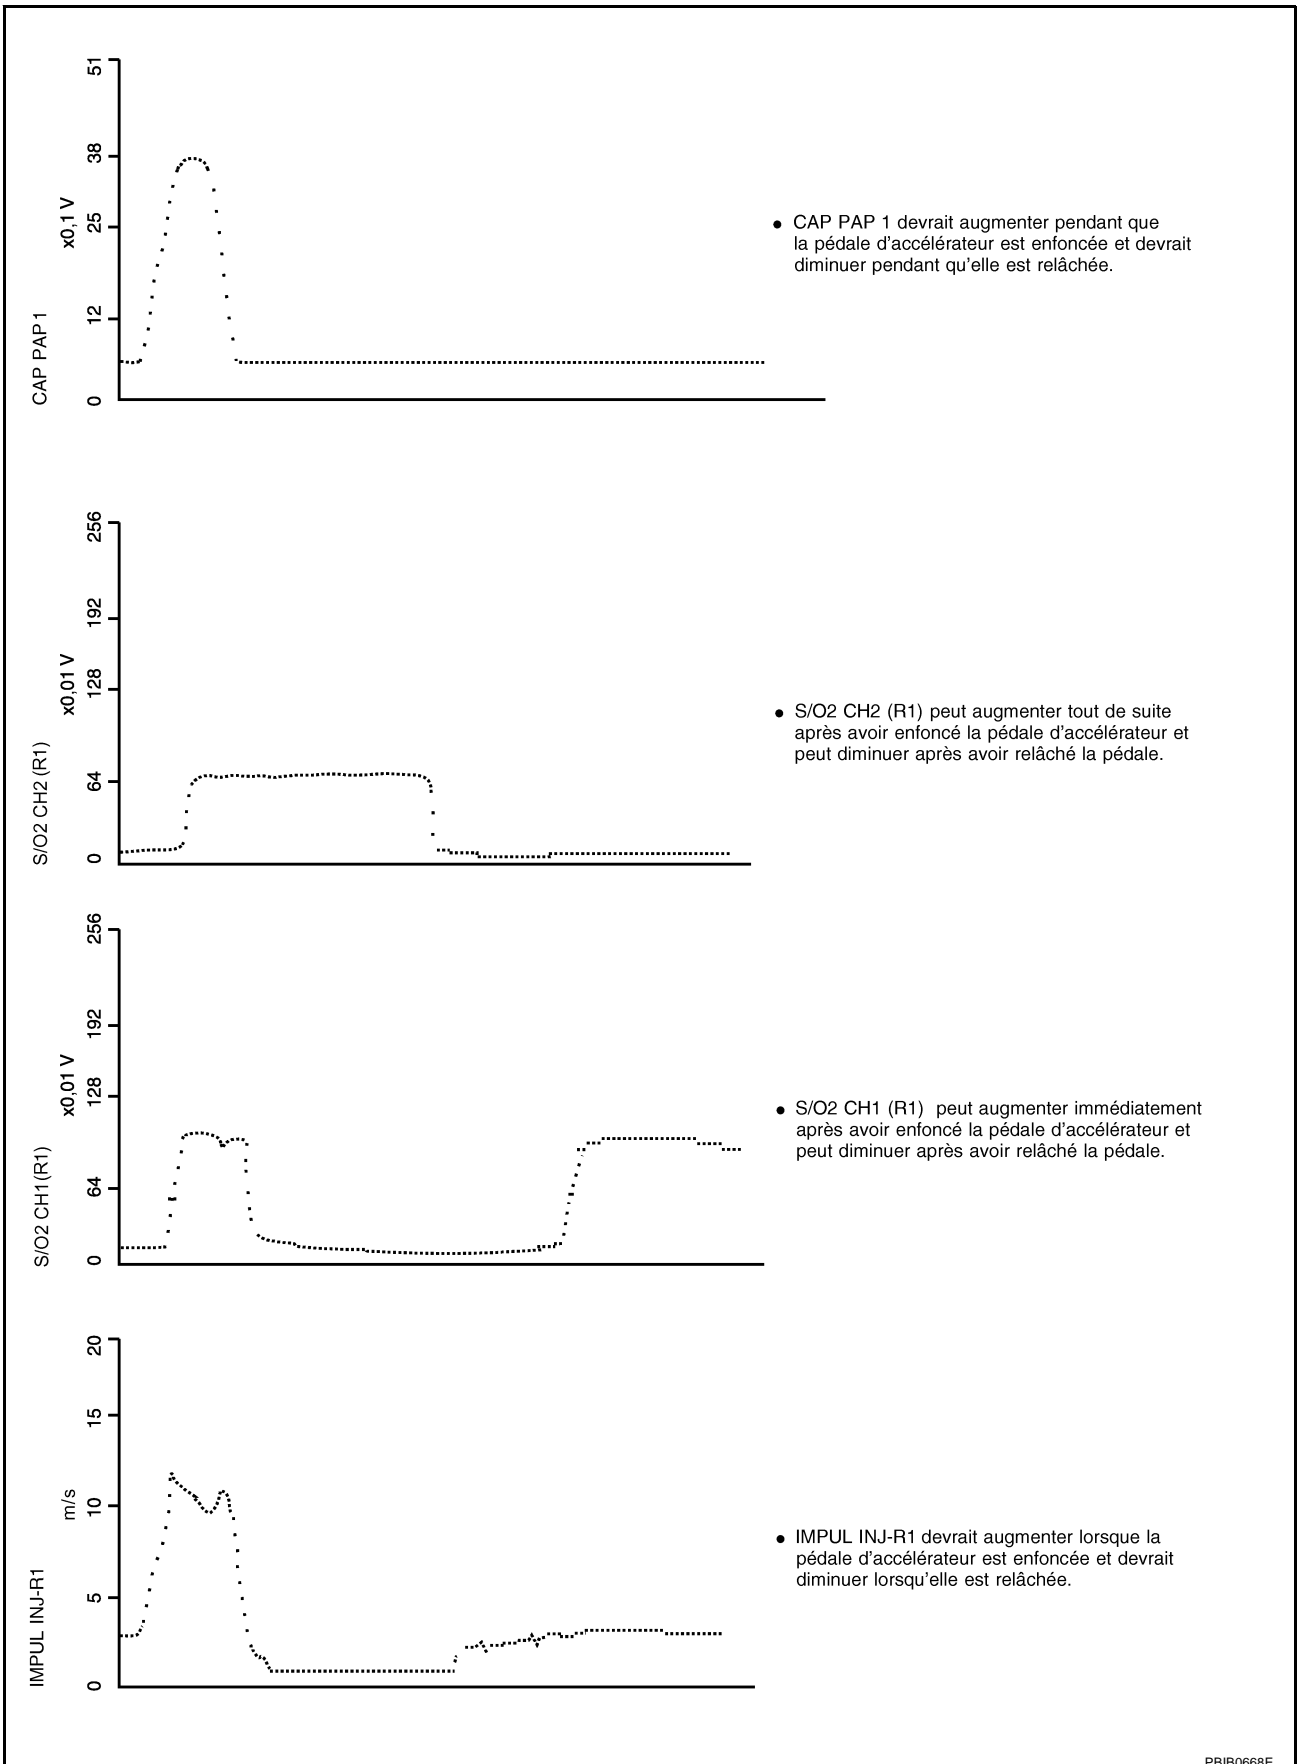 51
38
25
12
0
x0,1 V
CAP PAP 1
● CAP PAP 1 devrait augmenter pendant que
la pédale d'accélérateur est enfoncée et devrait
diminuer pendant qu'elle est relâchée.
256
192
128
64
0
x0,01 V
S/O2 CH2 (R1)
● S/O2 CH2 (R1) peut augmenter tout de suite
après avoir enfoncé la pédale d'accélérateur et
peut diminuer après avoir relâché la pédale.
256
192
128
64
0
x0,01 V
S/O2 CH1(R1)
● S/O2 CH1 (R1) peut augmenter immédiatement
après avoir enfoncé la pédale d'accélérateur et
peut diminuer après avoir relâché la pédale.
20
15
10
5
0
m/s
IMPUL INJ-R1
● IMPUL INJ-R1 devrait augmenter lorsque la
pédale d'accélérateur est enfoncée et devrait
diminuer lorsqu'elle est relâchée.